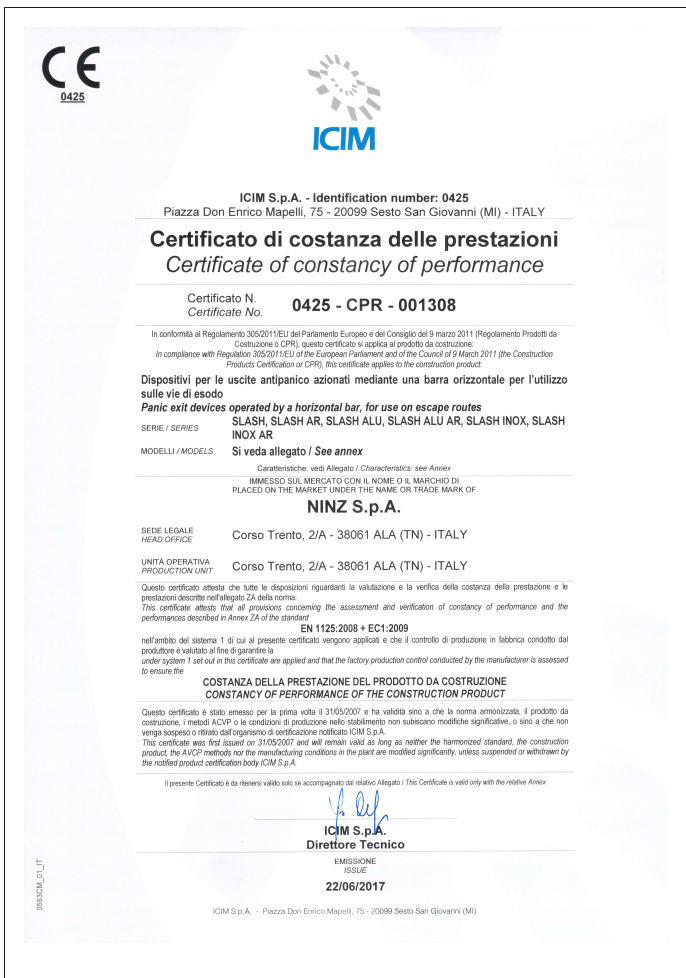 CE
0425
ICIM
ICIM S.p.A. - Identification number: 0425
Piazza Don Enrico Mapelli, 75 - 20099 Sesto San Giovanni (MI) - ITALY
Certificato di costanza delle prestazioni
Certificate of constancy of performance
Certificato N.
Certificate No.
0425 - CPR - 001308
In conformità al Regolamento 305/2011/EU del Parlamento Europeo e del Consiglio del 9 marzo 2011 (Regolamento Prodotti da
Costruzione o CPR), questo certificato si applica al prodotto da costruzione:
In compliance with Regulation 305/2011/EU of the European Parliament and of the Council of 9 March 2011 (the Construction
Products Certification or CPR), this certificate applies to the construction product:
Dispositivi per le uscite antipanico azionati mediante una barra orizzontale per l'utilizzo
sulle vie di esodo
Panic exit devices operated by a horizontal bar, for use on escape routes
SERIE / SERIES
SLASH, SLASH AR, SLASH ALU, SLASH ALU AR, SLASH INOX, SLASH
INOX AR
MODELLI / MODELS
Si veda allegato / See annex
Caratteristiche: vedi Allegato / Characteristics: see Annex
IMMESSO SUL MERCATO CON IL NOME O IL MARCHIO DI
PLACED ON THE MARKET UNDER THE NAME OR TRADE MARK OF
NINZ S.p.A.
SEDE LEGALE
HEAD OFFICE
Corso Trento, 2/A - 38061 ALA (TN) - ITALY
UNITÀ OPERATIVA
PRODUCTION UNIT
Corso Trento, 2/A - 38061 ALA (TN) - ITALY
Questo certificato attesta che tutte le disposizioni riguardanti la valutazione e la verifica della costanza della prestazione e le
prestazioni descritte nell'allegato ZA della norma:
This certificate attests that all provisions concerning the assessment and verification of constancy of performance and the
performances described in Annex ZA of the standard
EN 1125:2008 + EC1:2009
nell'ambito del sistema 1 di cui al presente certificato vengono applicati e che il controllo di produzione in fabbrica condotto dal
produttore è valutato al fine di garantire la
under system 1 set out in this certificate are applied and that the factory production control conducted by the manufacturer is assessed
to ensure the
COSTANZA DELLA PRESTAZIONE DEL PRODOTTO DA COSTRUZIONE
CONSTANCY OF PERFORMANCE OF THE CONSTRUCTION PRODUCT
Questo certificato è stato emesso per la prima volta il 31/05/2007 e ha validità sino a che la norma armonizzata, il prodotto da
costruzione, i metodi ACVP o le condizioni di produzione nello stabilimento non subiscano modifiche significative, o sino a che non
venga sospeso o ritirato dall'organismo di certificazione notificato ICIM S.p.A.
This certificate was first issued on 31/05/2007 and will remain valid as long as neither the harmonized standard, the construction
product, the AVCP methods nor the manufacturing conditions in the plant are modified significantly, unless suspended or withdrawn by
the notified product certification body ICIM S.p.A.
Il presente Certificato è da ritenersi valido solo se accompagnato dal relativo Allegato / This Certificate is valid only with the relative Annex
ICIM S.p.A.
Direttore Tecnico
EMISSIONE
ISSUE
22/06/2017
0553CM_01_IT
ICIM S.p.A. - Piazza Don Enrico Mapelli, 75 - 20099 Sesto San Giovanni (MI)